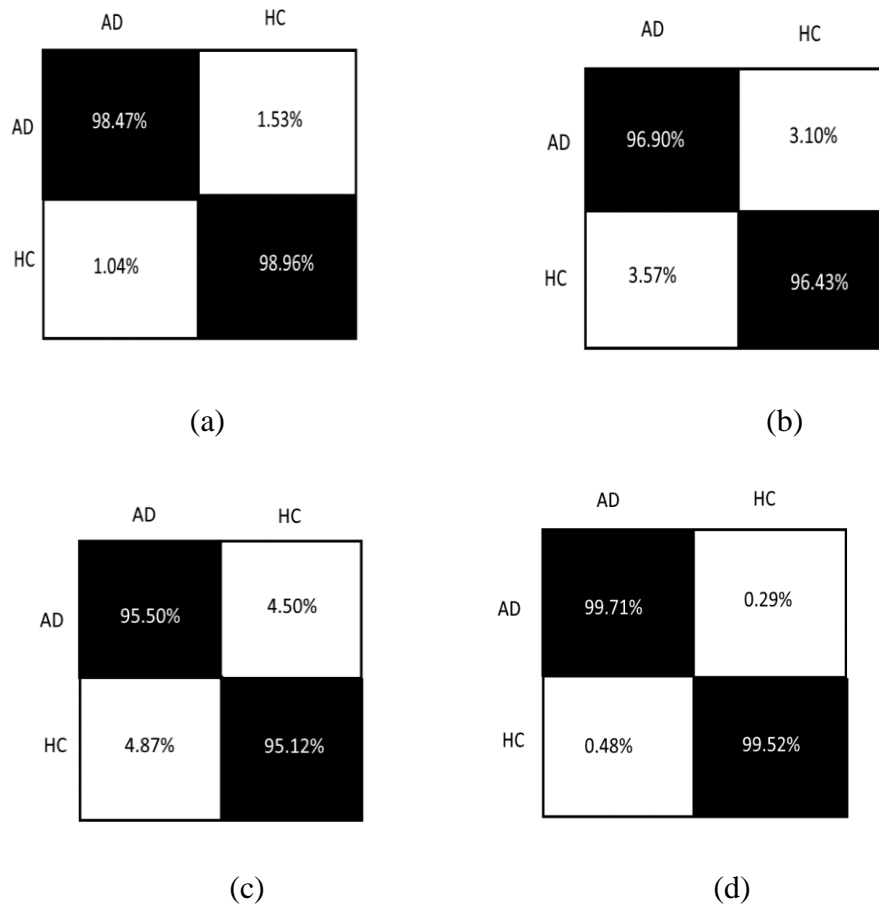 AD HC
AD 98.47% 1.53%
HC 1.04% 98.96%
(a)
AD HC
AD 96.90% 3.10%
HC 3.57% 96.43%
(b)
AD HC
AD 95.50% 4.50%
HC 4.87% 95.12%
(c)
AD HC
AD 99.71% 0.29%
HC 0.48% 99.52%
(d)